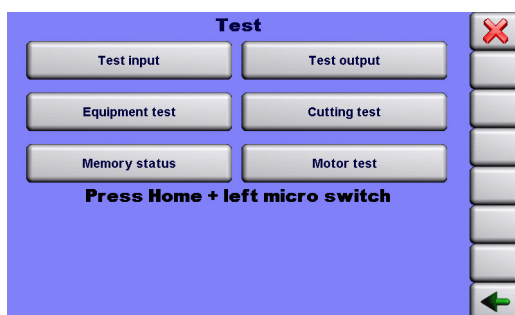 Test
Test input
Test output
Equipment test
Cutting test
Memory status
Motor test
Press Home + left micro switch